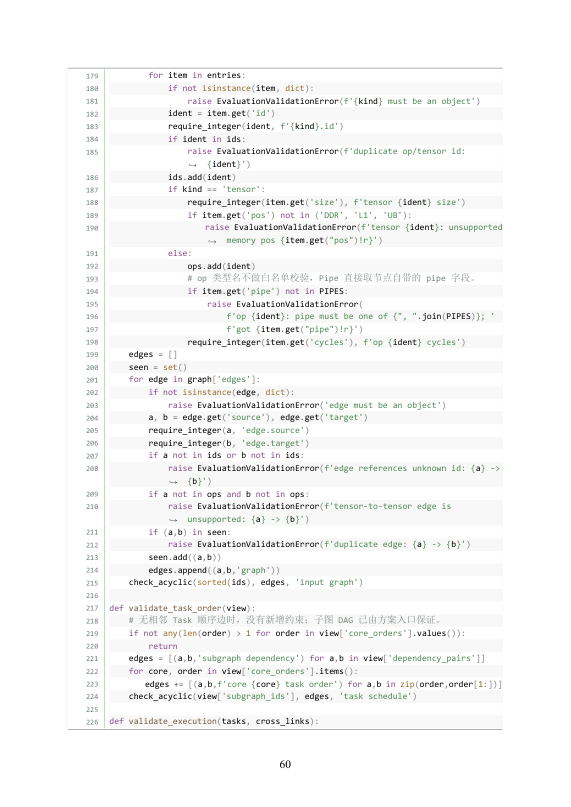 179         for item in entries:
180             if not isinstance(item, dict):
181                 raise EvaluationValidationError(f'{kind} must be an object')
182             ident = item.get('id')
183             require_integer(ident, f'{kind}.id')
184             if ident in ids:
185                 raise EvaluationValidationError(f'duplicate op/tensor id:
                    ↪ {ident}')
186             ids.add(ident)
187             if kind == 'tensor':
188                 require_integer(item.get('size'), f'tensor {ident} size')
189                 if item.get('pos') not in ('DDR', 'L1', 'UB'):
190                     raise EvaluationValidationError(f'tensor {ident}: unsupported
                        ↪ memory pos {item.get("pos")!r}')
191             else:
192                 ops.add(ident)
193                 # op 类型名不做白名单校验，Pipe 直接取节点自带的 pipe 字段。
194                 if item.get('pipe') not in PIPES:
195                     raise EvaluationValidationError(
196                         f'op {ident}: pipe must be one of {", ".join(PIPES)}; '
197                         f'got {item.get("pipe")!r}')
198                 require_integer(item.get('cycles'), f'op {ident} cycles')
199     edges = []
200     seen = set()
201     for edge in graph['edges']:
202         if not isinstance(edge, dict):
203             raise EvaluationValidationError('edge must be an object')
204         a, b = edge.get('source'), edge.get('target')
205         require_integer(a, 'edge.source')
206         require_integer(b, 'edge.target')
207         if a not in ids or b not in ids:
208             raise EvaluationValidationError(f'edge references unknown id: {a} ->
                ↪ {b}')
209         if a not in ops and b not in ops:
210             raise EvaluationValidationError(f'tensor-to-tensor edge is
                ↪ unsupported: {a} -> {b}')
211         if (a,b) in seen:
212             raise EvaluationValidationError(f'duplicate edge: {a} -> {b}')
213         seen.add((a,b))
214         edges.append((a,b,'graph'))
215     check_acyclic(sorted(ids), edges, 'input graph')
216
217 def validate_task_order(view):
218     # 无相邻 Task 顺序边时，没有新增约束；子图 DAG 已由方案入口保证。
219     if not any(len(order) > 1 for order in view['core_orders'].values()):
220         return
221     edges = [(a,b,'subgraph dependency') for a,b in view['dependency_pairs']]
222     for core, order in view['core_orders'].items():
223         edges += [(a,b,f'core {core} task order') for a,b in zip(order,order[1:])]
224     check_acyclic(view['subgraph_ids'], edges, 'task schedule')
225
226 def validate_execution(tasks, cross_links):
60